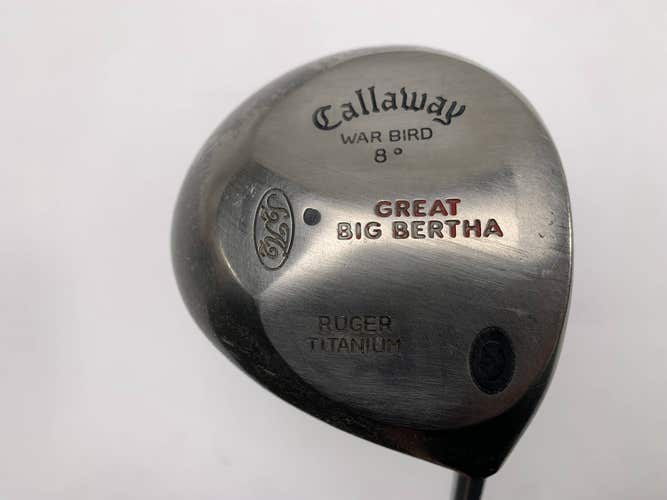 Callaway
WAR BIRD
8°
GREAT
BIG BERTHA
RUGER
TITANIUM